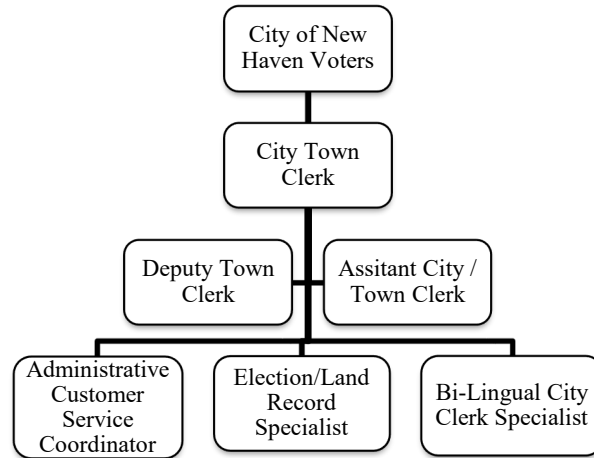 City of New
Haven Voters
City Town
Clerk
Deputy Town
Clerk
Assitant City /
Town Clerk
Administrative
Customer
Service
Coordinator
Election/Land
Record
Specialist
Bi-Lingual City
Clerk Specialist